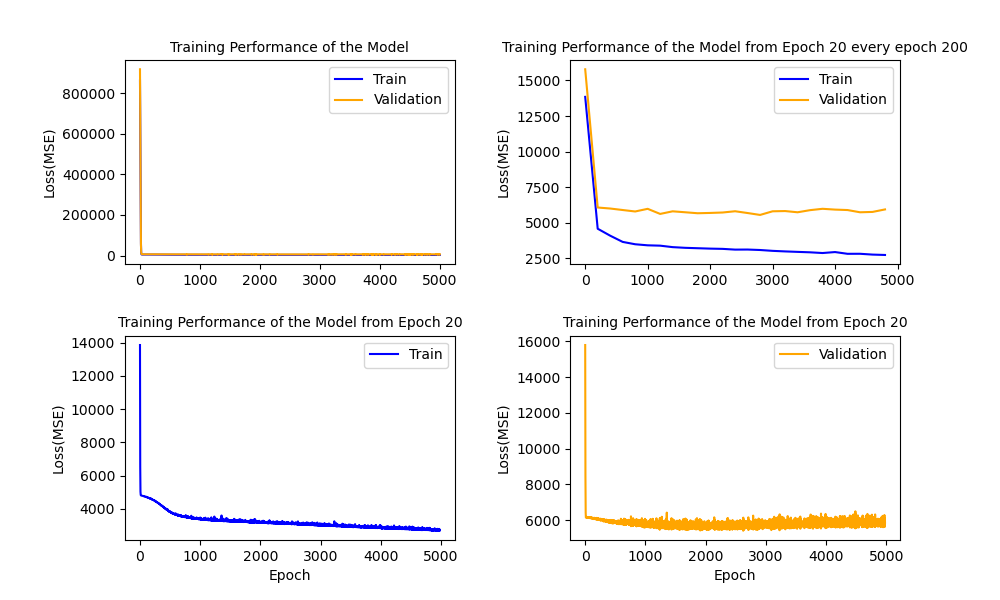 Training Performance of the Model
Loss(MSE)
800000
600000
400000
200000
0
0 1000 2000 3000 4000 5000
Train
Validation
Training Performance of the Model from Epoch 20 every epoch 200
Loss(MSE)
15000
12500
10000
7500
5000
2500
0 1000 2000 3000 4000 5000
Train
Validation
Training Performance of the Model from Epoch 20
Loss(MSE)
14000
12000
10000
8000
6000
4000
0 1000 2000 3000 4000 5000
Epoch
Train
Training Performance of the Model from Epoch 20
Loss(MSE)
16000
14000
12000
10000
8000
6000
0 1000 2000 3000 4000 5000
Epoch
Validation